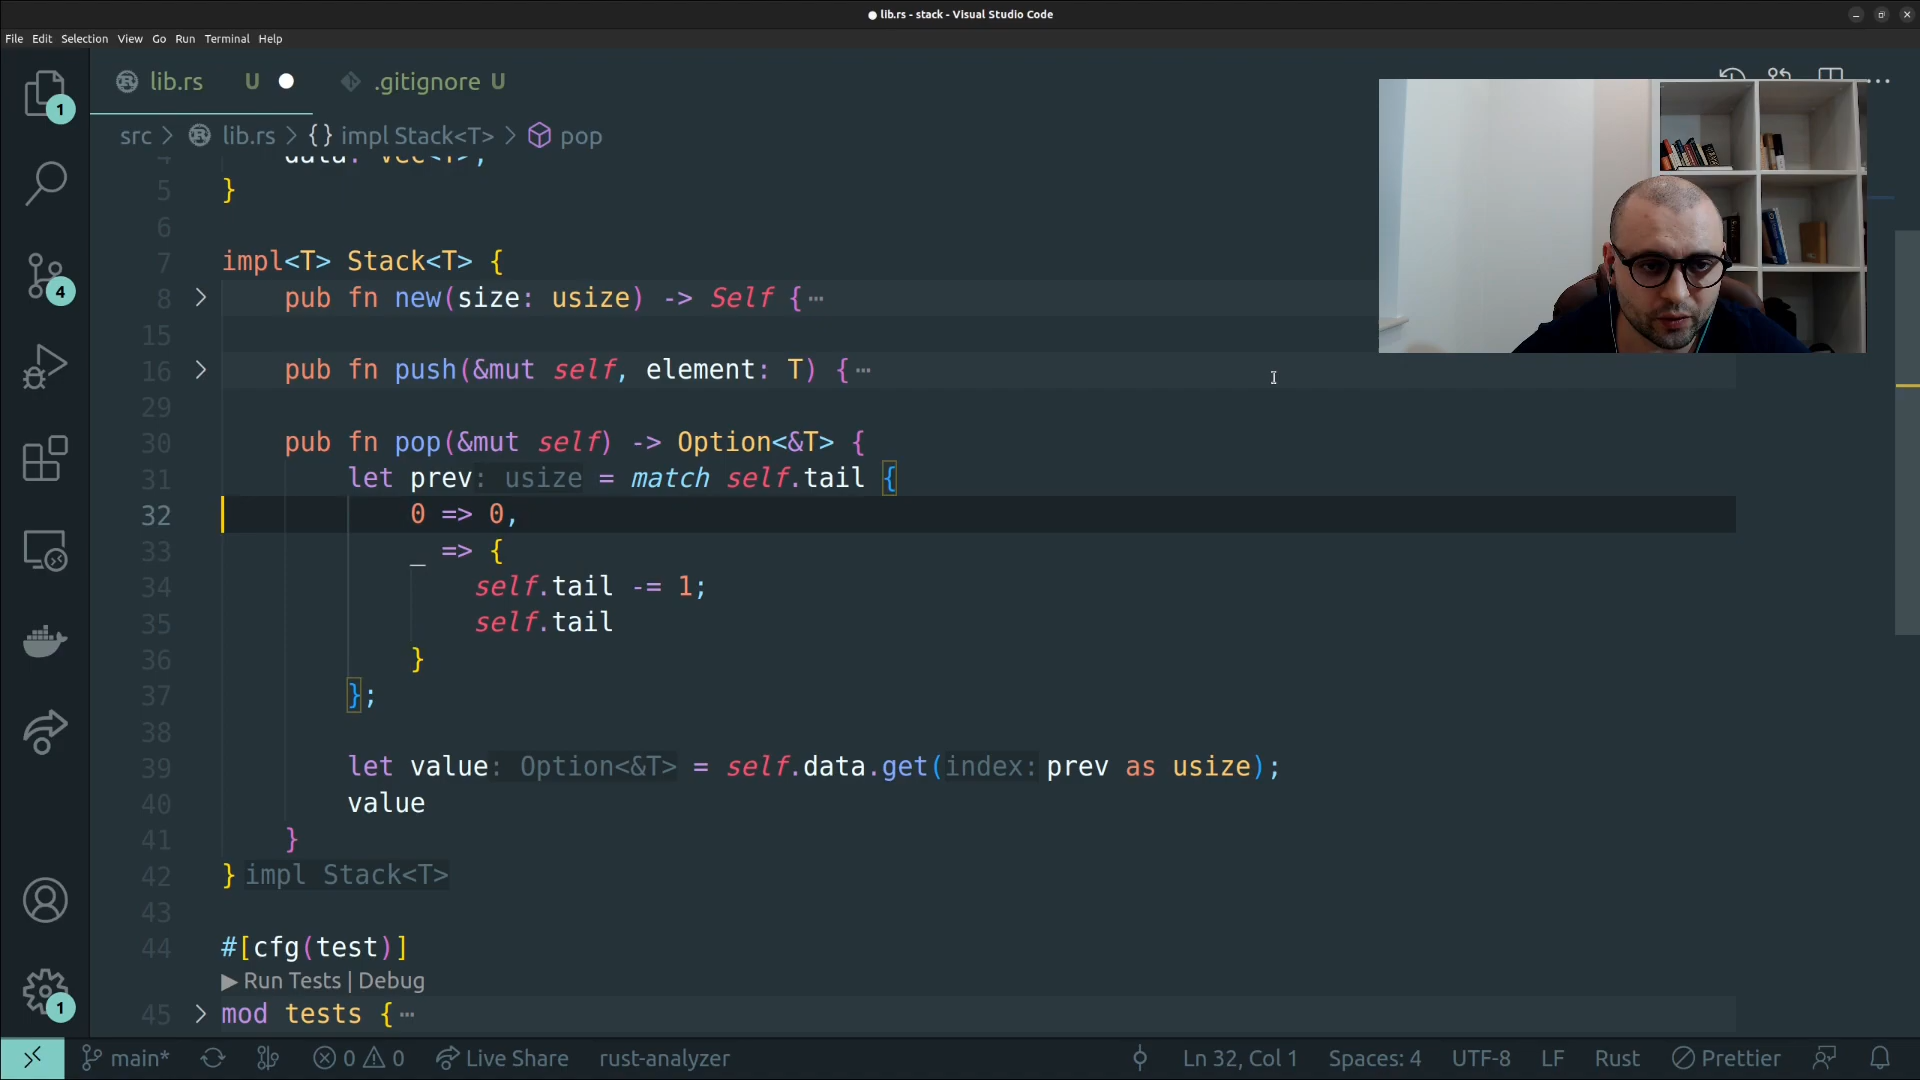 lib.rs - stack - Visual Studio Code
File Edit Selection View Go Run Terminal Help
lib.rs U .gitignore U
src > lib.rs > {} impl Stack<T> > pop
4 data: Vec<T>,
5 }
6
7 impl<T> Stack<T> {
8 pub fn new(size: usize) -> Self {⋯
15
16 pub fn push(&mut self, element: T) {⋯
29
30 pub fn pop(&mut self) -> Option<&T> {
31 let prev: usize = match self.tail {
32 0 => 0,
33 _ => {
34 self.tail -= 1;
35 self.tail
36 }
37 };
38
39 let value: Option<&T> = self.data.get(index: prev as usize);
40 value
41 }
42 } impl Stack<T>
43
44 #[cfg(test)]
▶ Run Tests | Debug
45 mod tests {⋯
1
4
1
main* 0 0 Live Share rust-analyzer Ln 32, Col 1 Spaces: 4 UTF-8 LF Rust Prettier